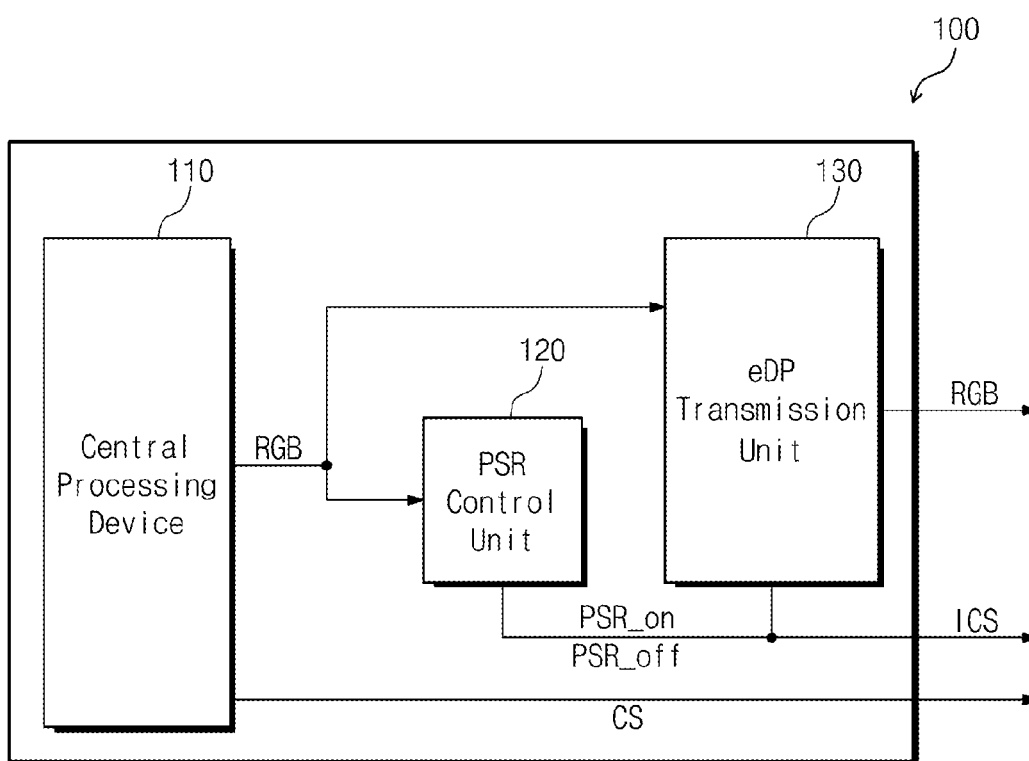 100
110
130
120
Central
Processing
Device
RGB
PSR
Control
Unit
eDP
Transmission
Unit
RGB
PSR_on
PSR_off
ICS
CS